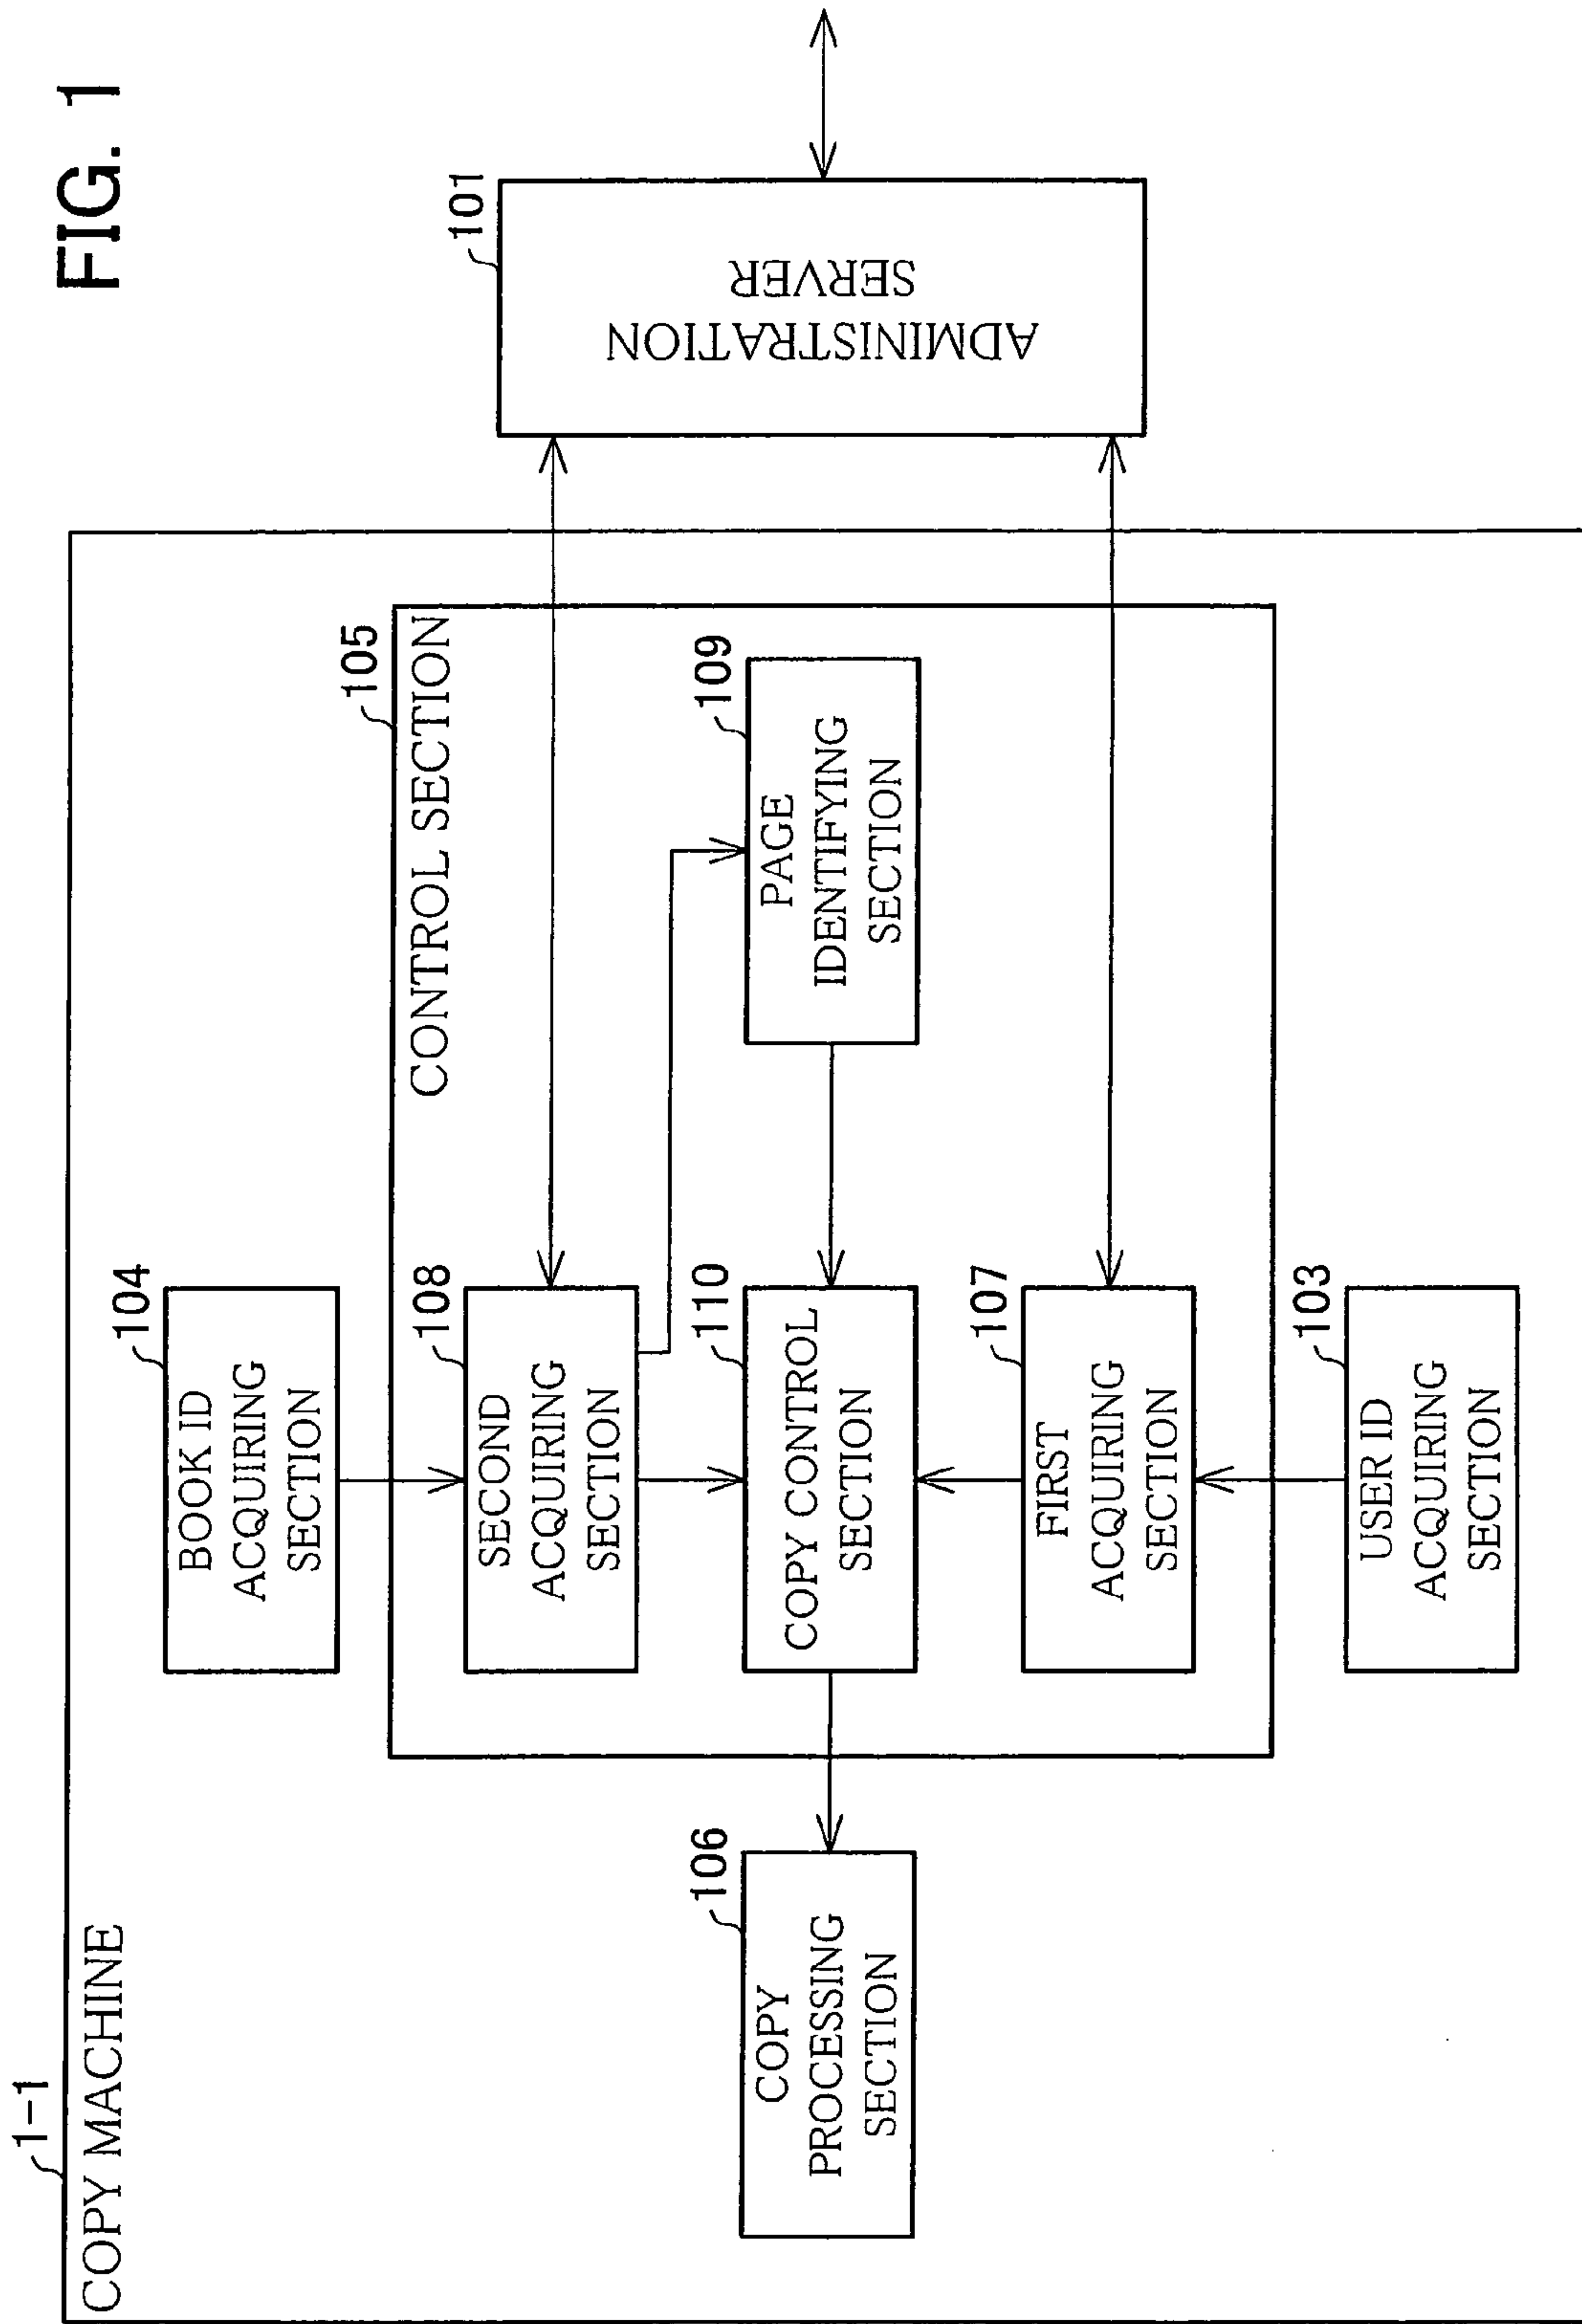 FIG. 1
1-1
COPY MACHINE
104
BOOK ID
ACQUIRING
SECTION
105
CONTROL SECTION
101
ADMINISTRATION
SERVER
108
SECOND
ACQUIRING
SECTION
109
PAGE
IDENTIFYING
SECTION
106
COPY
PROCESSING
SECTION
110
COPY CONTROL
SECTION
107
FIRST
ACQUIRING
SECTION
103
USER ID
ACQUIRING
SECTION